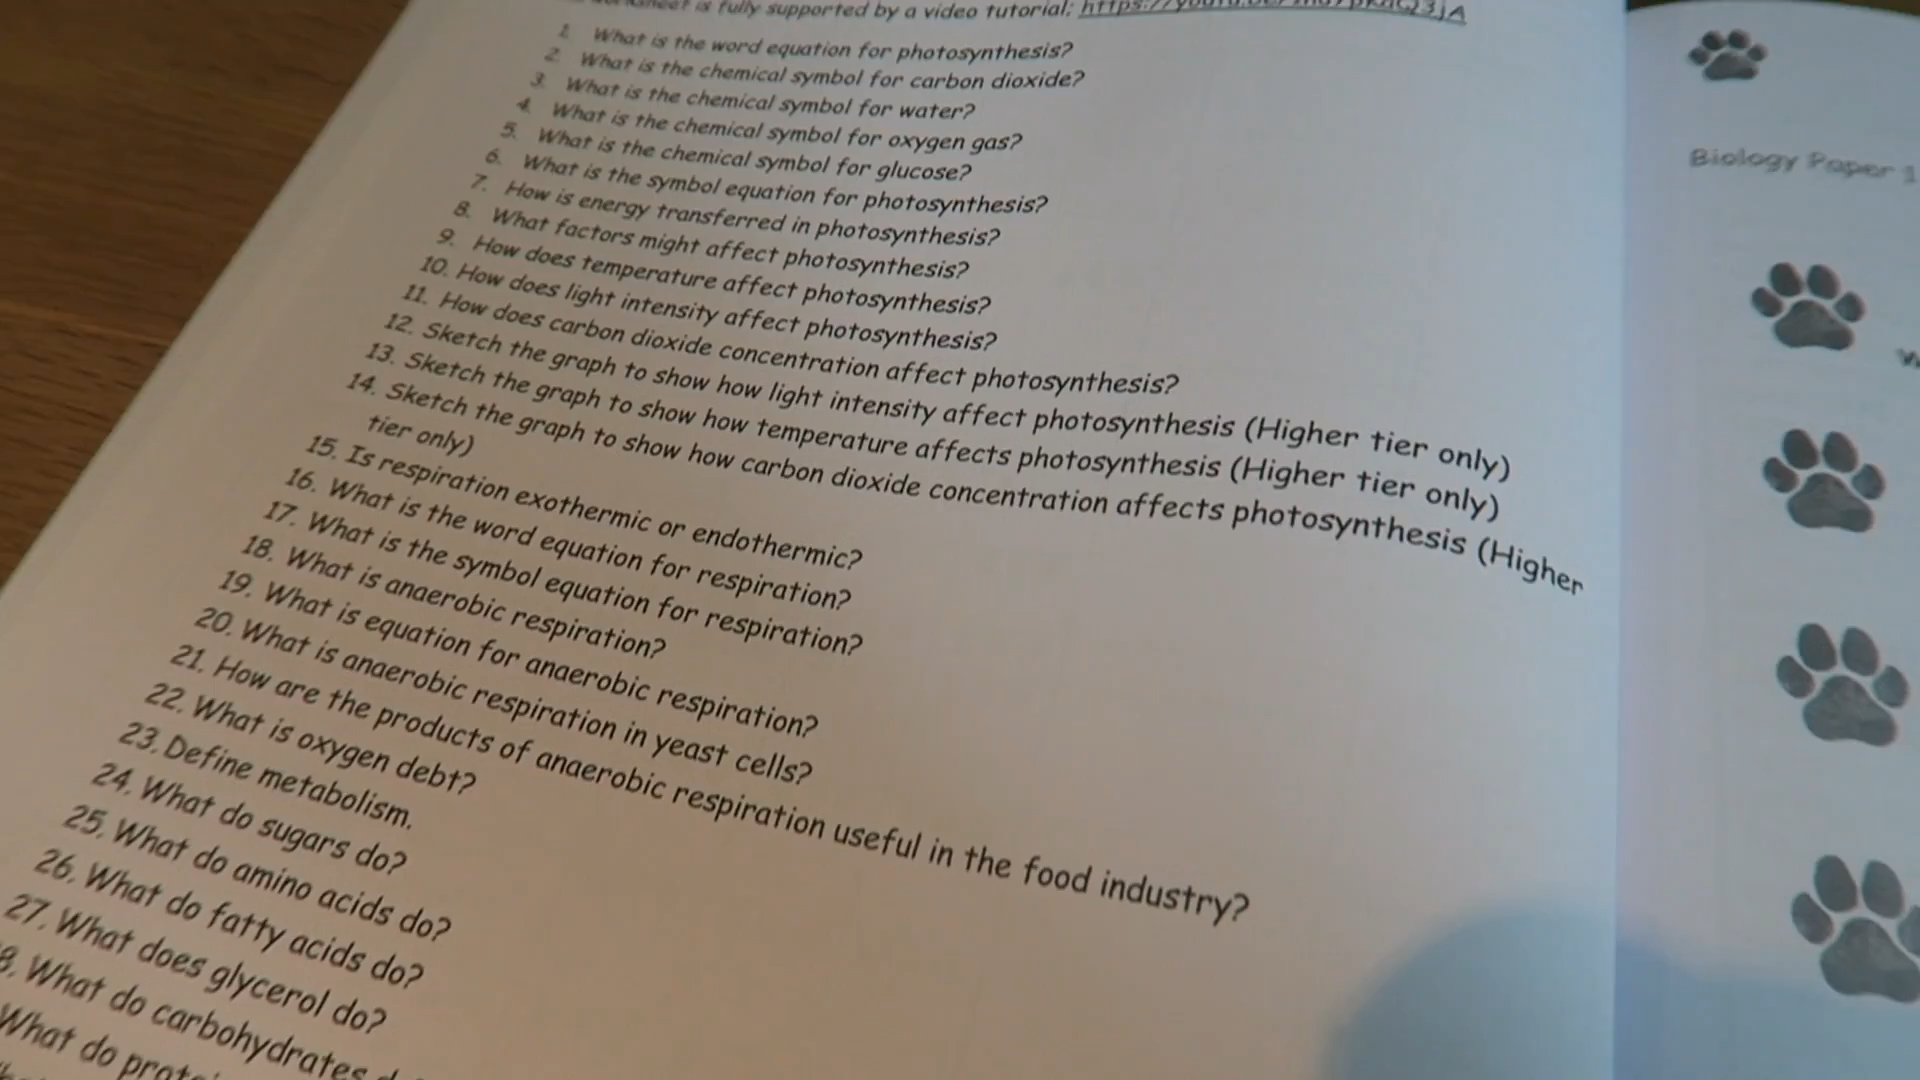 is fully supported by a video tutorial:
1. What is the word equation for photosynthesis?
2. What is the chemical symbol for carbon dioxide?
3. What is the chemical symbol for water?
4. What is the chemical symbol for oxygen gas?
5. What is the chemical symbol for glucose?
6. What is the symbol equation for photosynthesis?
7. How is energy transferred in photosynthesis?
8. What factors might affect photosynthesis?
9. How does temperature affect photosynthesis?
10. How does light intensity affect photosynthesis?
11. How does carbon dioxide concentration affect photosynthesis?
12. Sketch the graph to show how light intensity affect photosynthesis (Higher tier only)
13. Sketch the graph to show how temperature affects photosynthesis (Higher tier only)
14. Sketch the graph to show how carbon dioxide concentration affects photosynthesis (Higher
tier only)
15. Is respiration exothermic or endothermic?
16. What is the word equation for respiration?
17. What is the symbol equation for respiration?
18. What is anaerobic respiration?
19. What is equation for anaerobic respiration?
20. What is anaerobic respiration in yeast cells?
21. How are the products of anaerobic respiration useful in the food industry?
22. What is oxygen debt?
23. Define metabolism.
24. What do sugars do?
25. What do amino acids do?
26. What do fatty acids do?
27. What does glycerol do?
8. What do carbohydrates
What do
Biology Paper 1